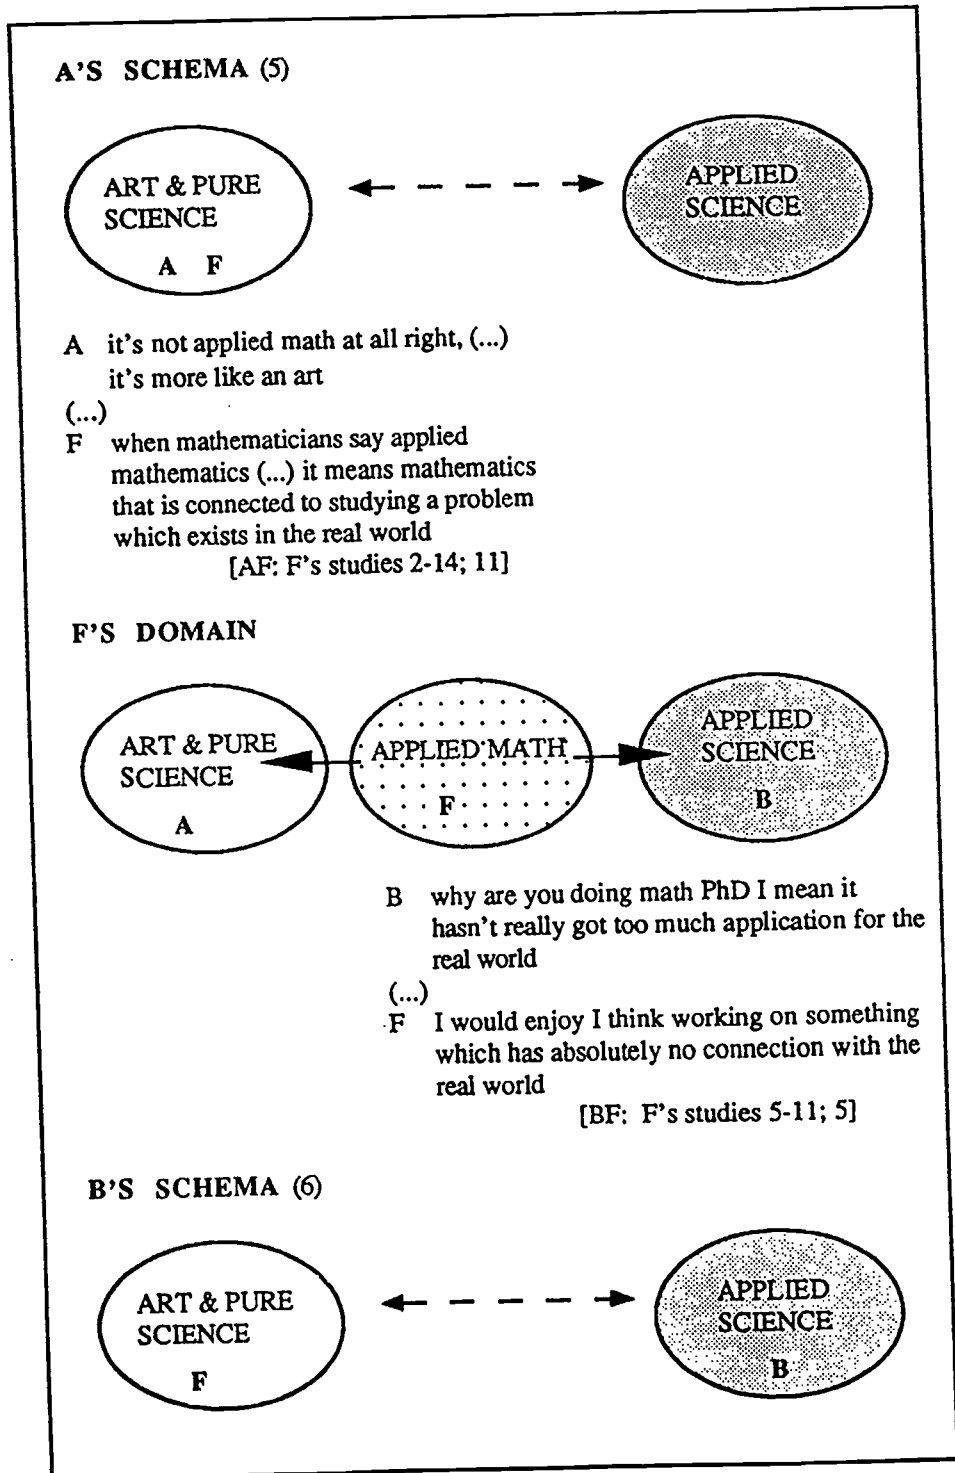 A'S SCHEMA (5)
ART & PURE
SCIENCE
A F
APPLIED
SCIENCE
A it's not applied math at all right, (...)
it's more like an art
(...)
F when mathematicians say applied
mathematics (...) it means mathematics
that is connected to studying a problem
which exists in the real world
[AF: F's studies 2-14; 11]
F'S DOMAIN
ART & PURE
SCIENCE
A
APPLIED MATH
F
APPLIED
SCIENCE
B
B why are you doing math PhD I mean it
hasn't really got too much application for the
real world
(...)
F I would enjoy I think working on something
which has absolutely no connection with the
real world
[BF: F's studies 5-11; 5]
B'S SCHEMA (6)
ART & PURE
SCIENCE
F
APPLIED
SCIENCE
B